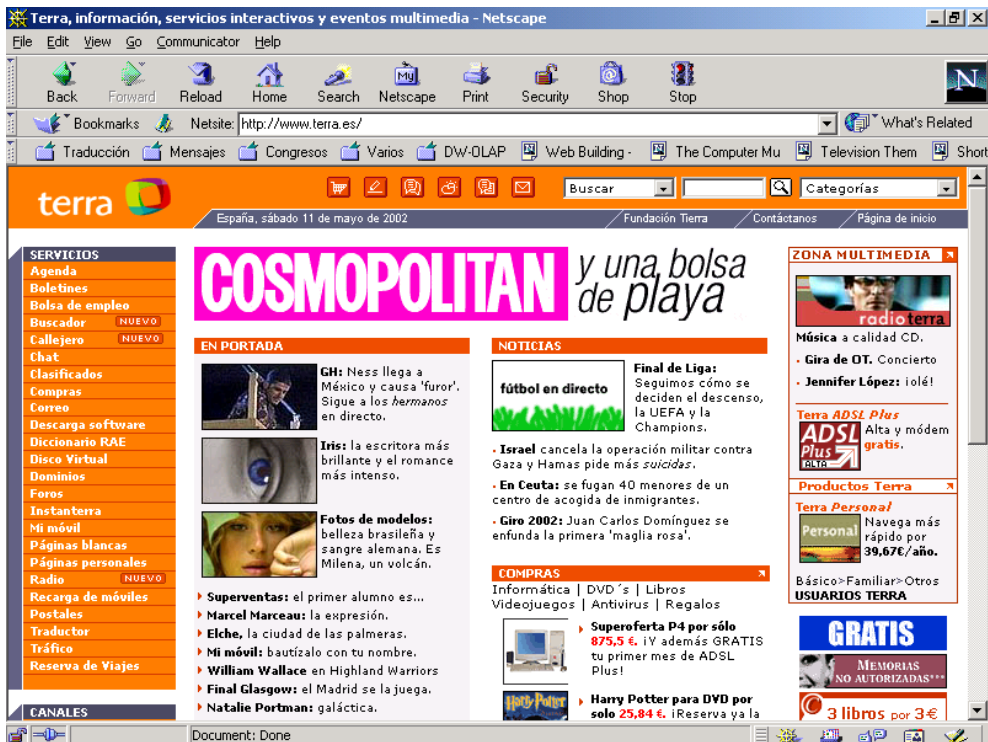 Terra, información, servicios interactivos y eventos multimedia - Netscape
File Edit View Go Communicator Help
Back Forward Reload Home Search Netscape Print Security Shop Stop
My
N
Bookmarks Netsite: http://www.terra.es/ What's Related
Traducción Mensajes Congresos Varios DW-OLAP Web Building - The Computer Mu Television Them Short
terra
Buscar Categorías
España, sábado 11 de mayo de 2002 Fundación Tierra Contáctanos Página de inicio
SERVICIOS
Agenda
Boletines
Bolsa de empleo
Buscador NUEVO
Callejero NUEVO
Chat
Clasificados
Compras
Correo
Descarga software
Diccionario RAE
Disco Virtual
Dominios
Foros
Instanterra
Mi móvil
Páginas blancas
Páginas personales
Radio NUEVO
Recarga de móviles
Postales
Traductor
Tráfico
Reserva de Viajes
CANALES
COSMOPOLITAN y una bolsa
de playa
EN PORTADA
GH: Ness llega a
México y causa 'furor'.
Sigue a los hermanos
en directo.
Iris: la escritora más
brillante y el romance
más intenso.
Fotos de modelos:
belleza brasileña y
sangre alemana. Es
Milena, un volcán.
Superventas: el primer alumno es...
Marcel Marceau: la expresión.
Elche, la ciudad de las palmeras.
Mi móvil: bautízalo con tu nombre.
William Wallace en Highland Warriors
Final Glasgow: el Madrid se la juega.
Natalie Portman: galáctica.
NOTICIAS
fútbol en directo
Final de Liga:
Seguimos cómo se
deciden el descenso,
la UEFA y la
Champions.
Israel cancela la operación militar contra
Gaza y Hamas pide más suicidas.
En Ceuta: se fugan 40 menores de un
centro de acogida de inmigrantes.
Giro 2002: Juan Carlos Domínguez se
enfunda la primera 'maglia rosa'.
COMPRAS
Informática | DVD´s | Libros
Videojuegos | Antivirus | Regalos
Superoferta P4 por sólo
875,5 €. ¡Y además GRATIS
tu primer mes de ADSL
Plus!
Harry Potter
Harry Potter para DVD por
solo 25,84 €. ¡Reserva ya la
ZONA MULTIMEDIA
radioterra
Música a calidad CD.
Gira de OT. Concierto
Jennifer López: ¡olé!
Terra ADSL Plus
ADSL
Plus
ALTA
Alta y módem
gratis.
Productos Terra
Terra Personal
Personal
Navega más
rápido por
39,67€/año.
Básico>Familiar>Otros
USUARIOS TERRA
GRATIS
MEMORIAS
NO AUTORIZADAS***
3 libros por 3€
Document: Done